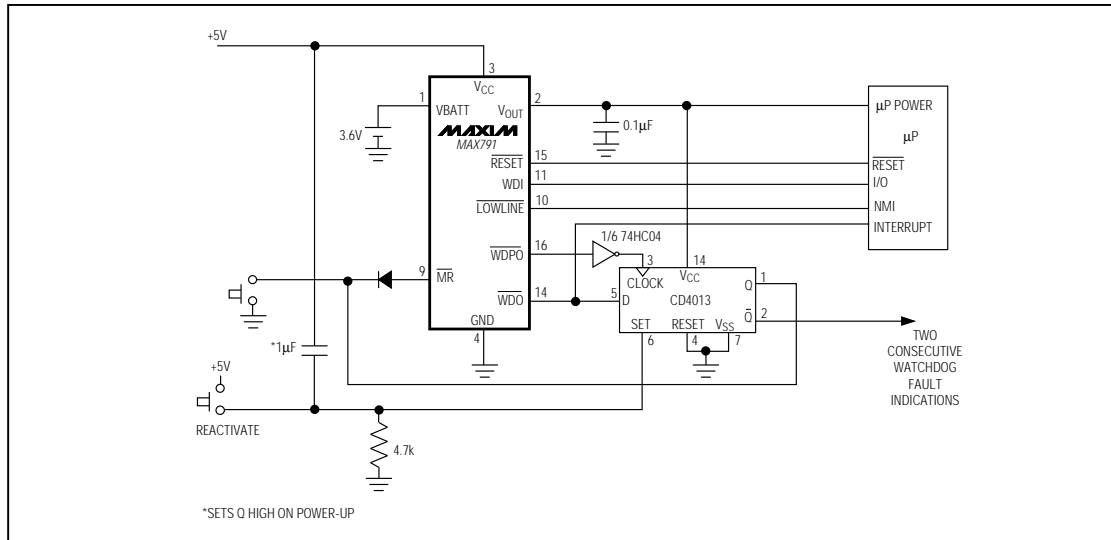 +5V
3
VCC
1
VBATT
VOUT
2
3.6V
MAXIM
MAX791
0.1µF
µP POWER
µP
RESET
15
RESET
WDI
11
I/O
LOWLINE
10
NMI
INTERRUPT
WDPO
16
1/6 74HC04
9
MR
WDO
14
3
CLOCK
14
VCC
1
Q
5
D
CD4013
Q
2
SET
RESET
VSS
6
4
7
GND
4
*1µF
+5V
REACTIVATE
4.7k
TWO
CONSECUTIVE
WATCHDOG
FAULT
INDICATIONS
*SETS Q HIGH ON POWER-UP